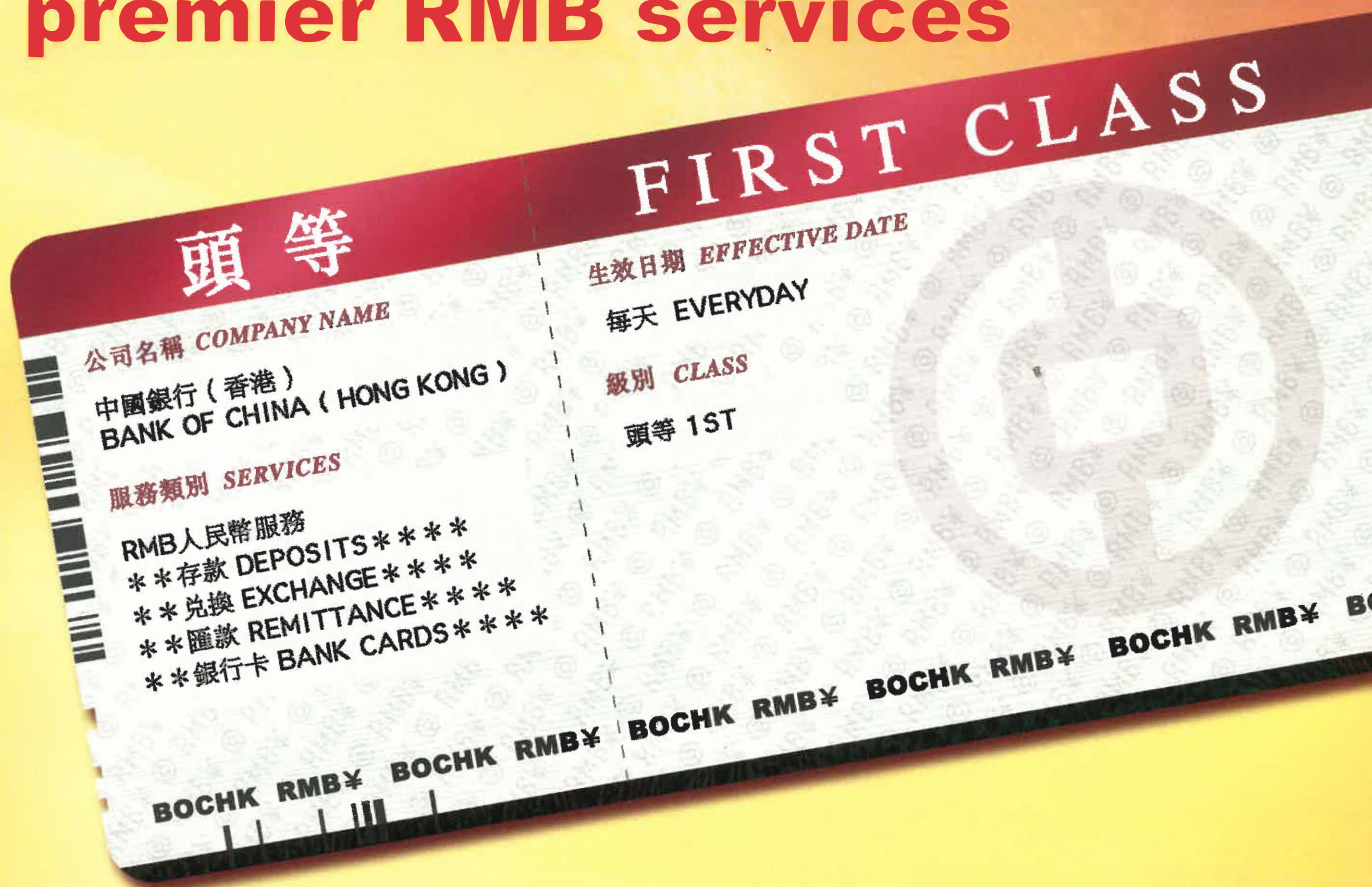 premier RMB services
頭等
FIRST CLASS
公司名稱 COMPANY NAME
中國銀行(香港)
BANK OF CHINA ( HONG KONG )
服務類別 SERVICES
RMB人民幣服務
**存款 DEPOSITS****
**兌換 EXCHANGE****
**匯款 REMITTANCE****
**銀行卡 BANK CARDS****
生效日期 EFFECTIVE DATE
每天 EVERYDAY
級別 CLASS
頭等 1ST
BOCHK RMB¥ BOCHK RMB¥ BOCHK RMB¥ BOCHK RMB¥ BOCHK RMB¥ BO